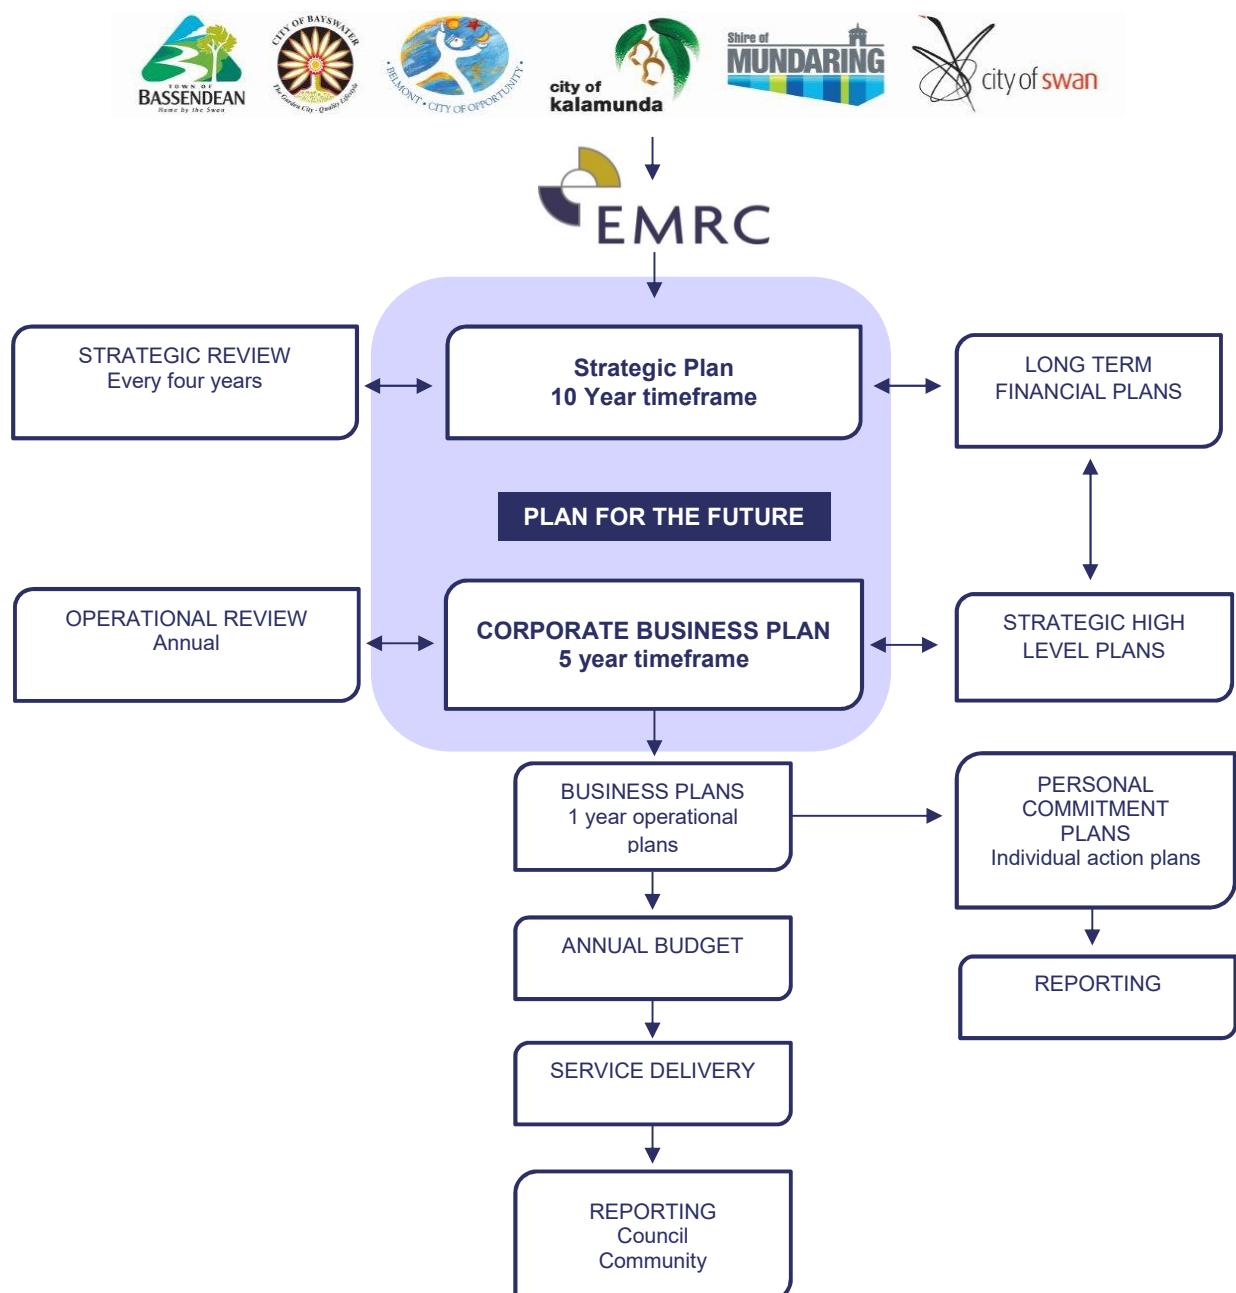 TOWN OF
BASSENDEAN
Home by the Swan
CITY OF BAYSWATER
The Garden City - Quality Lifestyle
• BELMONT • CITY OF OPPORTUNITY •
city of
kalamunda
Shire of
MUNDARING
city of swan
EMRC
STRATEGIC REVIEW
Every four years
Strategic Plan
10 Year timeframe
LONG TERM
FINANCIAL PLANS
PLAN FOR THE FUTURE
OPERATIONAL REVIEW
Annual
CORPORATE BUSINESS PLAN
5 year timeframe
STRATEGIC HIGH
LEVEL PLANS
BUSINESS PLANS
1 year operational
plans
PERSONAL
COMMITMENT
PLANS
Individual action plans
ANNUAL BUDGET
REPORTING
SERVICE DELIVERY
REPORTING
Council
Community